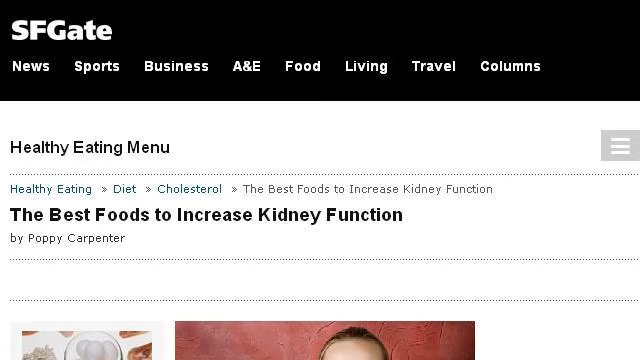 SFGate
News Sports Business A&E Food Living Travel Columns
Healthy Eating Menu
Healthy Eating » Diet » Cholesterol » The Best Foods to Increase Kidney Function
The Best Foods to Increase Kidney Function
by Poppy Carpenter